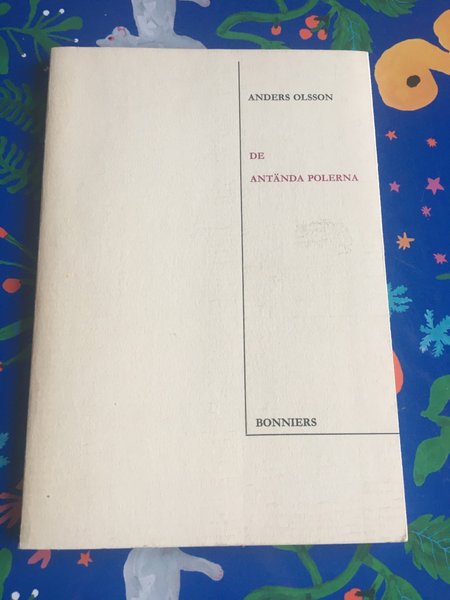 ANDERS OLSSON
DE
ANTÄNDA POLERNA
BONNIERS